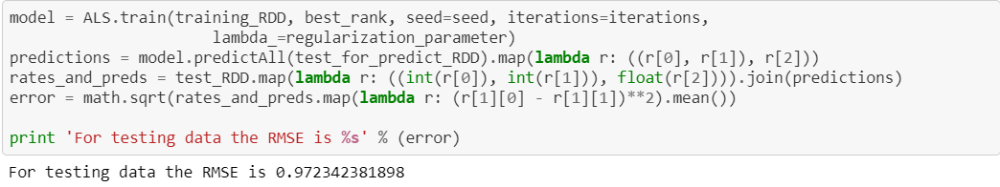 model = ALS.train(training_RDD, best_rank, seed=seed, iterations=iterations,
                      lambda_=regularization_parameter)
predictions = model.predictAll(test_for_predict_RDD).map(lambda r: ((r[0], r[1]), r[2]))
rates_and_preds = test_RDD.map(lambda r: ((int(r[0]), int(r[1])), float(r[2]))).join(predictions)
error = math.sqrt(rates_and_preds.map(lambda r: (r[1][0] - r[1][1])**2).mean())
print 'For testing data the RMSE is %s' % (error)
For testing data the RMSE is 0.972342381898